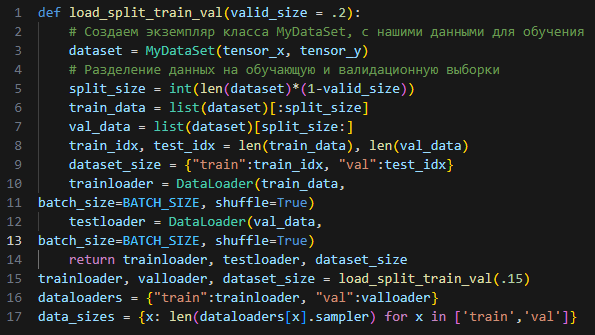 1 def load_split_train_val(valid_size = .2):
2     # Создаем экземпляр класса MyDataSet, с нашими данными для обучения
3     dataset = MyDataSet(tensor_x, tensor_y)
4     # Разделение данных на обучающую и валидационную выборки
5     split_size = int(len(dataset)*(1-valid_size))
6     train_data = list(dataset)[:split_size]
7     val_data = list(dataset)[split_size:]
8     train_idx, test_idx = len(train_data), len(val_data)
9     dataset_size = {"train":train_idx, "val":test_idx}
10     trainloader = DataLoader(train_data,
11 batch_size=BATCH_SIZE, shuffle=True)
12     testloader = DataLoader(val_data,
13 batch_size=BATCH_SIZE, shuffle=True)
14     return trainloader, testloader, dataset_size
15 trainloader, valloader, dataset_size = load_split_train_val(.15)
16 dataloaders = {"train":trainloader, "val":valloader}
17 data_sizes = {x: len(dataloaders[x].sampler) for x in ['train','val']}